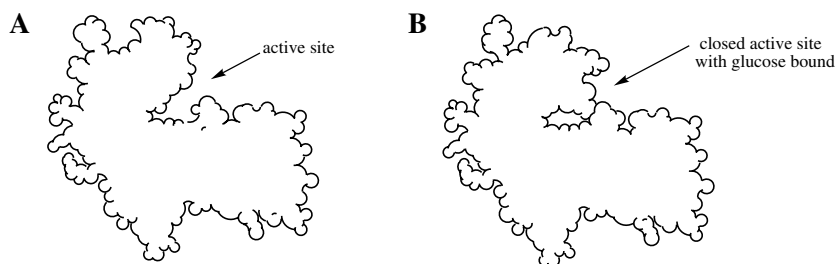 A
active site
B
closed active site
with glucose bound